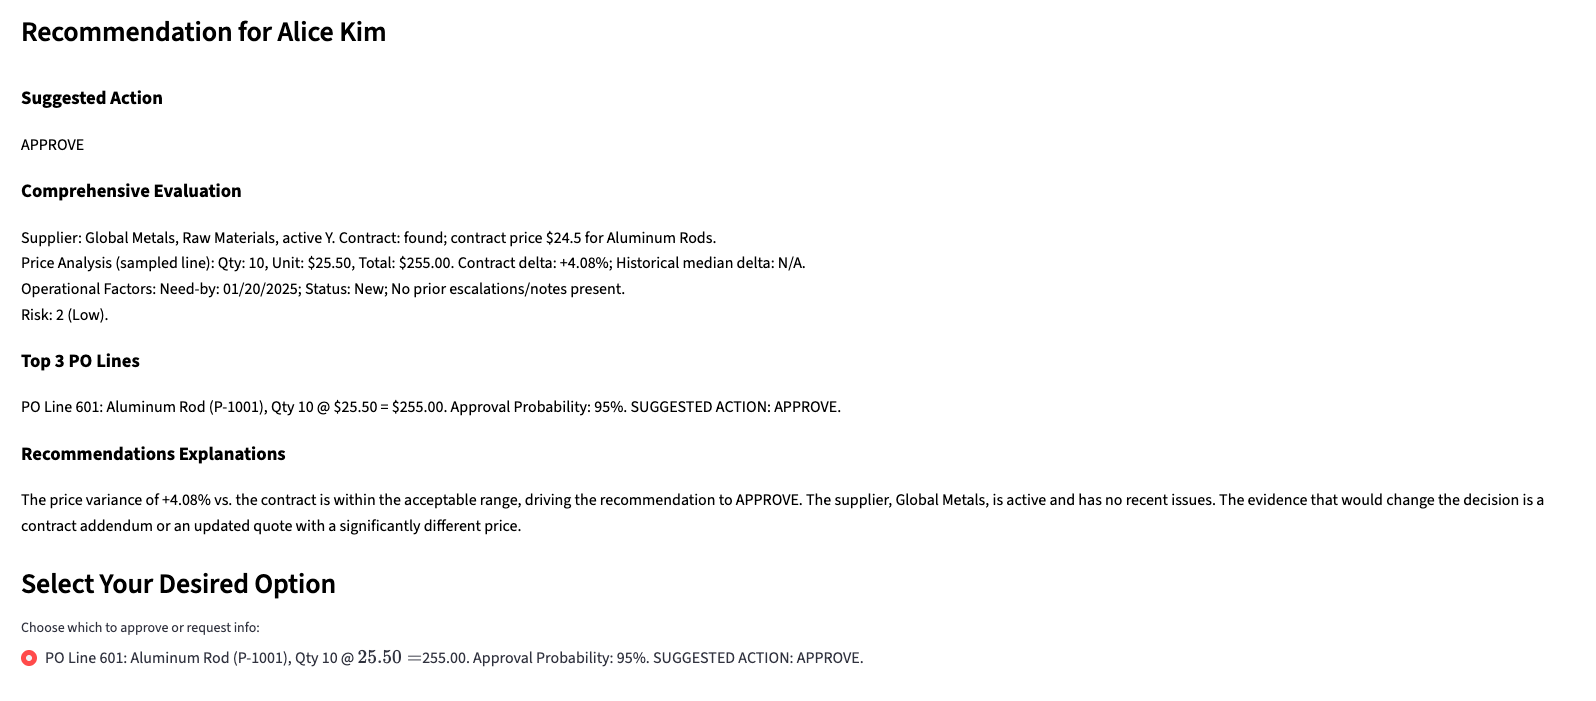 Recommendation for Alice Kim
Suggested Action
APPROVE
Comprehensive Evaluation
Supplier: Global Metals, Raw Materials, active Y. Contract: found; contract price $24.5 for Aluminum Rods.
Price Analysis (sampled line): Qty: 10, Unit: $25.50, Total: $255.00. Contract delta: +4.08%; Historical median delta: N/A.
Operational Factors: Need-by: 01/20/2025; Status: New; No prior escalations/notes present.
Risk: 2 (Low).
Top 3 PO Lines
PO Line 601: Aluminum Rod (P-1001), Qty 10 @ $25.50 = $255.00. Approval Probability: 95%. SUGGESTED ACTION: APPROVE.
Recommendations Explanations
The price variance of +4.08% vs. the contract is within the acceptable range, driving the recommendation to APPROVE. The supplier, Global Metals, is active and has no recent issues. The evidence that would change the decision is a
contract addendum or an updated quote with a significantly different price.
Select Your Desired Option
Choose which to approve or request info:
PO Line 601: Aluminum Rod (P-1001), Qty 10 @ 25.50 =255.00. Approval Probability: 95%. SUGGESTED ACTION: APPROVE.